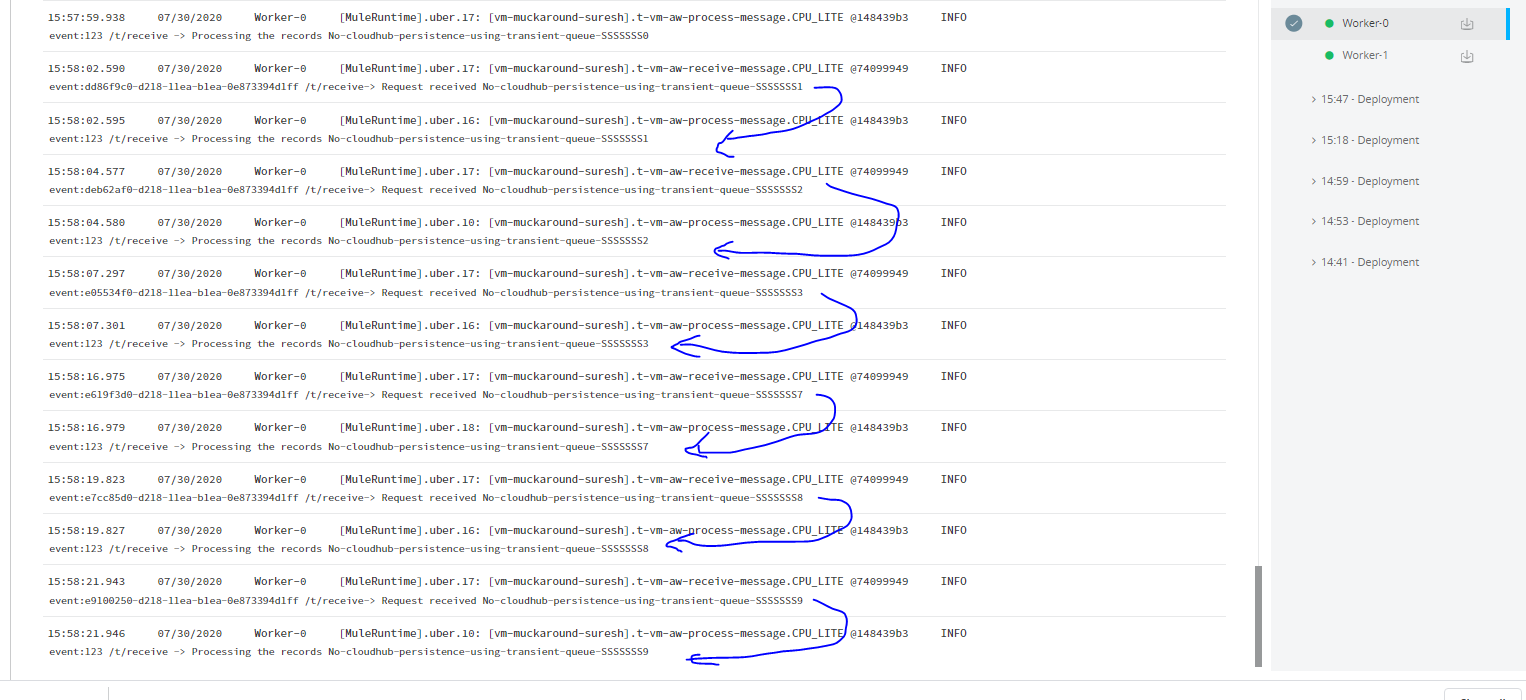 15:57:59.938 07/30/2020 Worker-0 [MuleRuntime].uber.17: [vm-muckaround-suresh].t-vm-aw-process-message.CPU_LITE @148439b3 INFO
event:123 /t/receive -> Processing the records No-cloudhub-persistence-using-transient-queue-SSSSSSS0
15:58:02.590 07/30/2020 Worker-0 [MuleRuntime].uber.17: [vm-muckaround-suresh].t-vm-aw-receive-message.CPU_LITE @74099949 INFO
event:dd86f9c0-d218-11ea-b1ea-0e873394d1ff /t/receive-> Request received No-cloudhub-persistence-using-transient-queue-SSSSSSS1
15:58:02.595 07/30/2020 Worker-0 [MuleRuntime].uber.16: [vm-muckaround-suresh].t-vm-aw-process-message.CPU_LITE @148439b3 INFO
event:123 /t/receive -> Processing the records No-cloudhub-persistence-using-transient-queue-SSSSSSS1
15:58:04.577 07/30/2020 Worker-0 [MuleRuntime].uber.17: [vm-muckaround-suresh].t-vm-aw-receive-message.CPU_LITE @74099949 INFO
event:deb62af0-d218-11ea-b1ea-0e873394d1ff /t/receive-> Request received No-cloudhub-persistence-using-transient-queue-SSSSSSS2
15:58:04.580 07/30/2020 Worker-0 [MuleRuntime].uber.10: [vm-muckaround-suresh].t-vm-aw-process-message.CPU_LITE @148439b3 INFO
event:123 /t/receive -> Processing the records No-cloudhub-persistence-using-transient-queue-SSSSSSS2
15:58:07.297 07/30/2020 Worker-0 [MuleRuntime].uber.17: [vm-muckaround-suresh].t-vm-aw-receive-message.CPU_LITE @74099949 INFO
event:e05534f0-d218-11ea-b1ea-0e873394d1ff /t/receive-> Request received No-cloudhub-persistence-using-transient-queue-SSSSSSS3
15:58:07.301 07/30/2020 Worker-0 [MuleRuntime].uber.16: [vm-muckaround-suresh].t-vm-aw-process-message.CPU_LITE @148439b3 INFO
event:123 /t/receive -> Processing the records No-cloudhub-persistence-using-transient-queue-SSSSSSS3
15:58:16.975 07/30/2020 Worker-0 [MuleRuntime].uber.17: [vm-muckaround-suresh].t-vm-aw-receive-message.CPU_LITE @74099949 INFO
event:e619f3d0-d218-11ea-b1ea-0e873394d1ff /t/receive-> Request received No-cloudhub-persistence-using-transient-queue-SSSSSSS7
15:58:16.979 07/30/2020 Worker-0 [MuleRuntime].uber.18: [vm-muckaround-suresh].t-vm-aw-process-message.CPU_LITE @148439b3 INFO
event:123 /t/receive -> Processing the records No-cloudhub-persistence-using-transient-queue-SSSSSSS7
15:58:19.823 07/30/2020 Worker-0 [MuleRuntime].uber.17: [vm-muckaround-suresh].t-vm-aw-receive-message.CPU_LITE @74099949 INFO
event:e7cc85d0-d218-11ea-b1ea-0e873394d1ff /t/receive-> Request received No-cloudhub-persistence-using-transient-queue-SSSSSSS8
15:58:19.827 07/30/2020 Worker-0 [MuleRuntime].uber.16: [vm-muckaround-suresh].t-vm-aw-process-message.CPU_LITE @148439b3 INFO
event:123 /t/receive -> Processing the records No-cloudhub-persistence-using-transient-queue-SSSSSSS8
15:58:21.943 07/30/2020 Worker-0 [MuleRuntime].uber.17: [vm-muckaround-suresh].t-vm-aw-receive-message.CPU_LITE @74099949 INFO
event:e9100250-d218-11ea-b1ea-0e873394d1ff /t/receive-> Request received No-cloudhub-persistence-using-transient-queue-SSSSSSS9
15:58:21.946 07/30/2020 Worker-0 [MuleRuntime].uber.10: [vm-muckaround-suresh].t-vm-aw-process-message.CPU_LITE @148439b3 INFO
event:123 /t/receive -> Processing the records No-cloudhub-persistence-using-transient-queue-SSSSSSS9
Worker-0
Worker-1
15:47 - Deployment
15:18 - Deployment
14:59 - Deployment
14:53 - Deployment
14:41 - Deployment